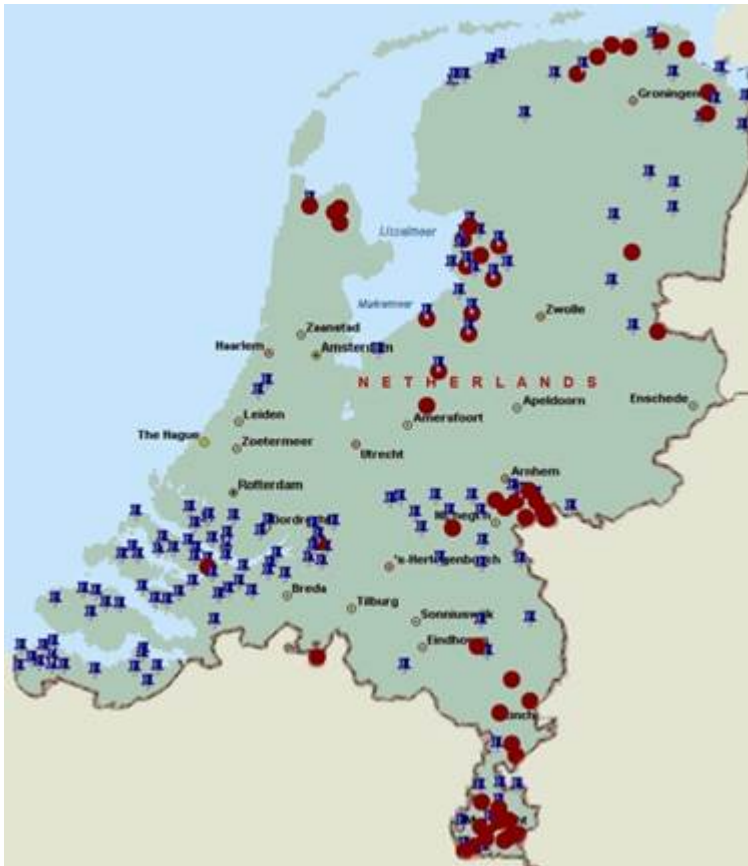 Groningen
IJsselmeer
Markermeer
Zwolle
Zaanstad
Haarlem
Amsterdam
NETHERLANDS
Leiden
Amersfoort
Apeldoorn
Enschede
The Hague
Zoetermeer
Utrecht
Arnhem
Rotterdam
Dordrecht
Nijmegen
's-Hertogenbosch
Breda
Tilburg
Sonniuswijk
Eindhoven